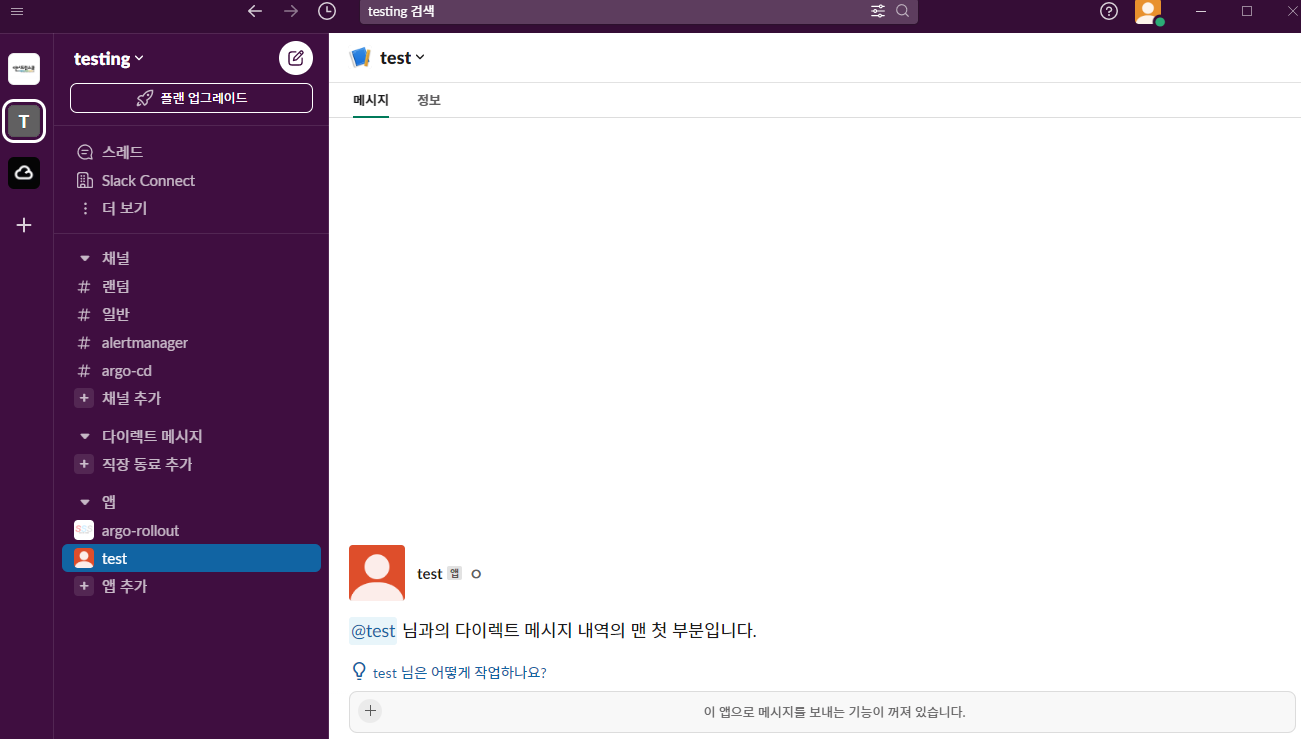 testing 검색
testing
플랜 업그레이드
T
스레드
Slack Connect
더 보기
채널
# 랜덤
# 일반
# alertmanager
# argo-cd
+ 채널 추가
다이렉트 메시지
+ 직장 동료 추가
앱
argo-rollout
test
+ 앱 추가
test
메시지 정보
test 앱
@test 님과의 다이렉트 메시지 내역의 맨 첫 부분입니다.
test 님은 어떻게 작업하나요?
이 앱으로 메시지를 보내는 기능이 꺼져 있습니다.